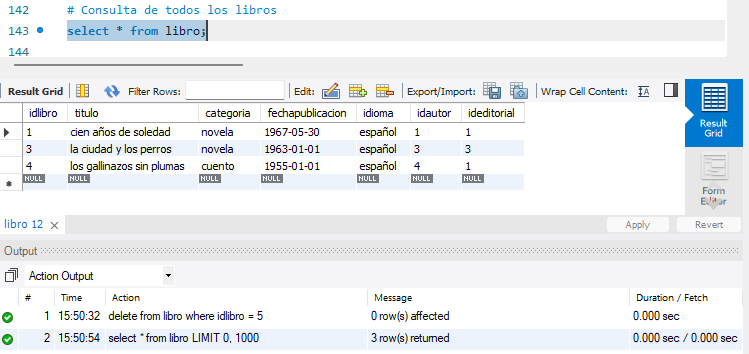 142 # Consulta de todos los libros
143 select * from libro;
144
Result Grid Filter Rows: Edit: Export/Import: Wrap Cell Content: IA
idlibro titulo categoria fechapublicacion idioma idautor ideditorial
1 cien años de soledad novela 1967-05-30 español 1 1
3 la ciudad y los perros novela 1963-01-01 español 3 3
4 los gallinazos sin plumas cuento 1955-01-01 español 4 1
NULL NULL NULL NULL NULL NULL NULL
Result
Grid
Form
Editor
libro 12 Apply Revert
Output
Action Output
# Time Action Message Duration / Fetch
1 15:50:32 delete from libro where idlibro = 5 0 row(s) affected 0.000 sec
2 15:50:54 select * from libro LIMIT 0, 1000 3 row(s) returned 0.000 sec / 0.000 sec